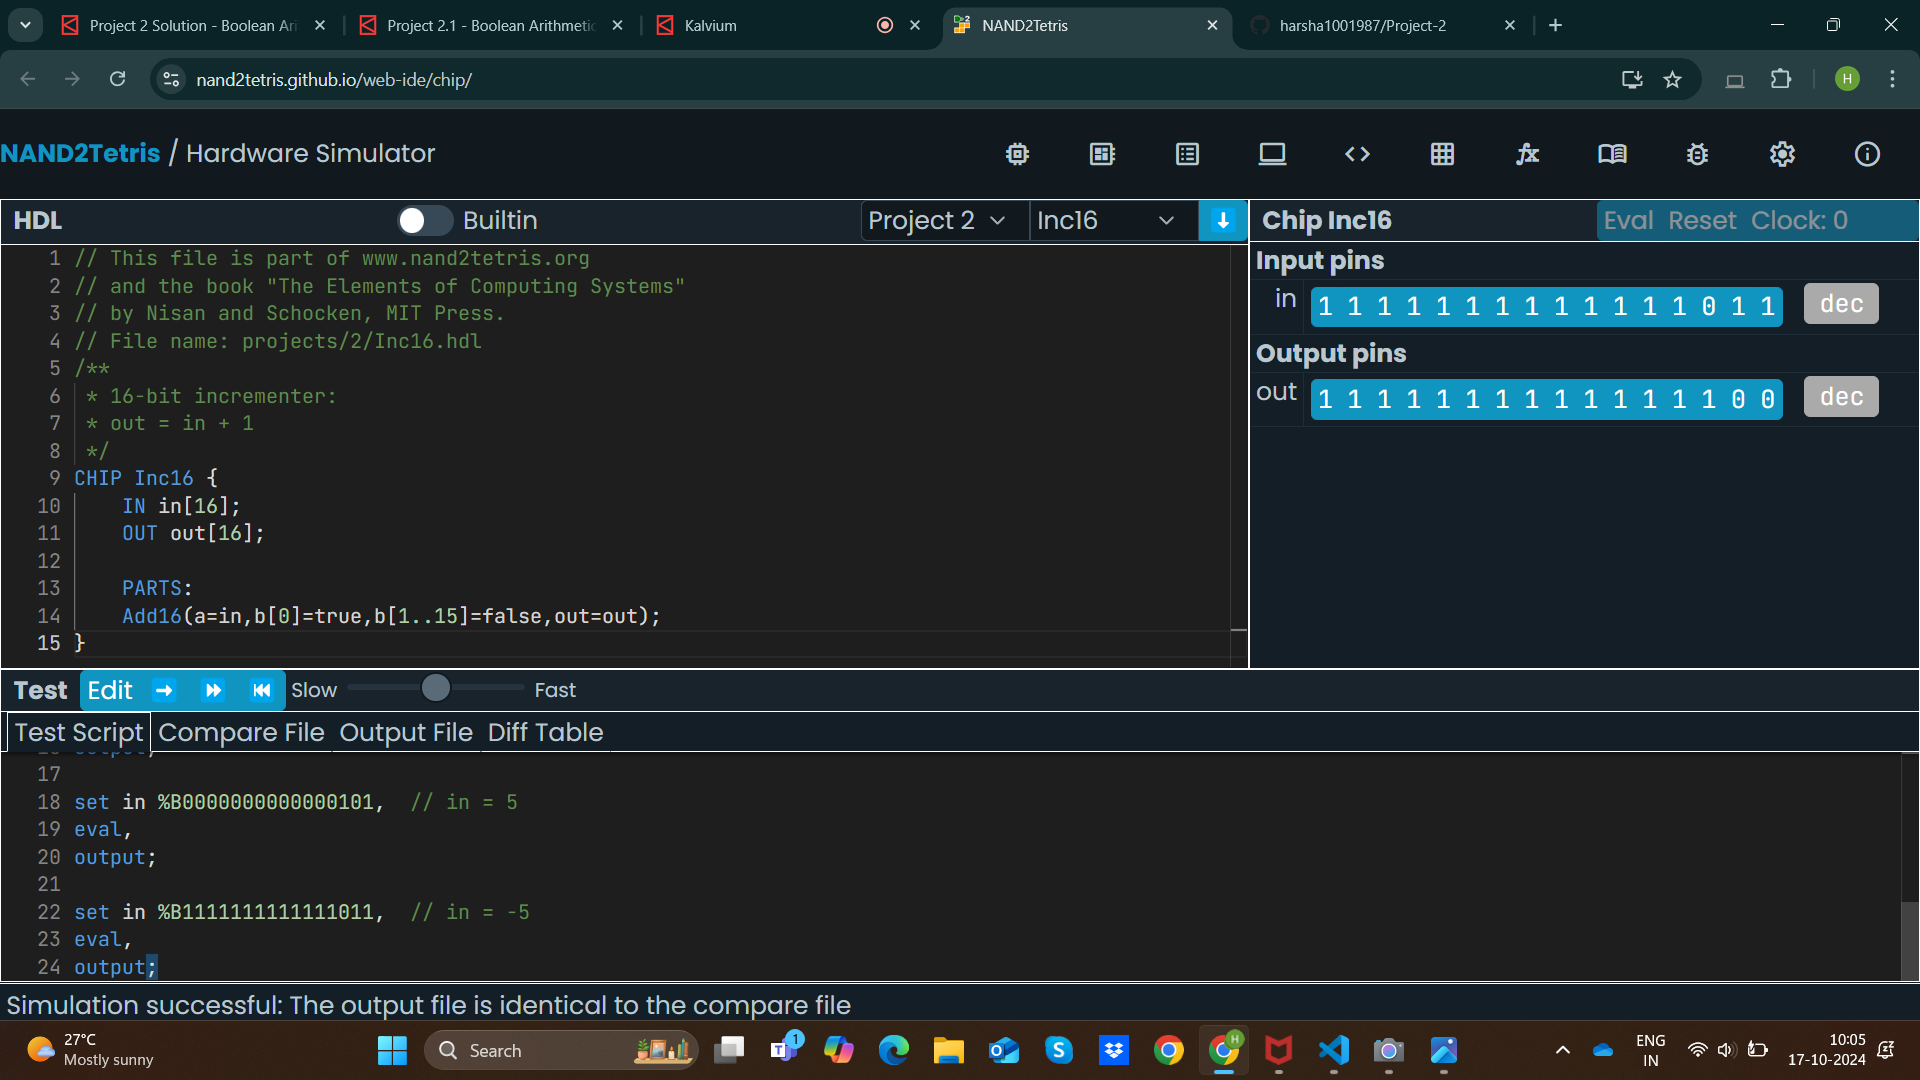 Project 2 Solution - Boolean Ari
Project 2.1 - Boolean Arithmetic
Kalvium
NAND2Tetris
harsha1001987/Project-2
nand2tetris.github.io/web-ide/chip/
H
NAND2Tetris / Hardware Simulator
HDL
Builtin
Project 2
Inc16
Chip Inc16
Eval Reset Clock: 0
1 // This file is part of www.nand2tetris.org
2 // and the book "The Elements of Computing Systems"
3 // by Nisan and Schocken, MIT Press.
4 // File name: projects/2/Inc16.hdl
5 /**
6 * 16-bit incrementer:
7 * out = in + 1
8 */
9 CHIP Inc16 {
10 IN in[16];
11 OUT out[16];
12
13 PARTS:
14 Add16(a=in,b[0]=true,b[1..15]=false,out=out);
15 }
Input pins
in 1 1 1 1 1 1 1 1 1 1 1 1 1 0 1 1 dec
Output pins
out 1 1 1 1 1 1 1 1 1 1 1 1 1 1 0 0 dec
Test Edit Slow Fast
Test Script Compare File Output File Diff Table
17
18 set in %B0000000000000101, // in = 5
19 eval,
20 output;
21
22 set in %B1111111111111011, // in = -5
23 eval,
24 output;
Simulation successful: The output file is identical to the compare file
27°C
Mostly sunny
Search
1
H
ENG
IN
10:05
17-10-2024